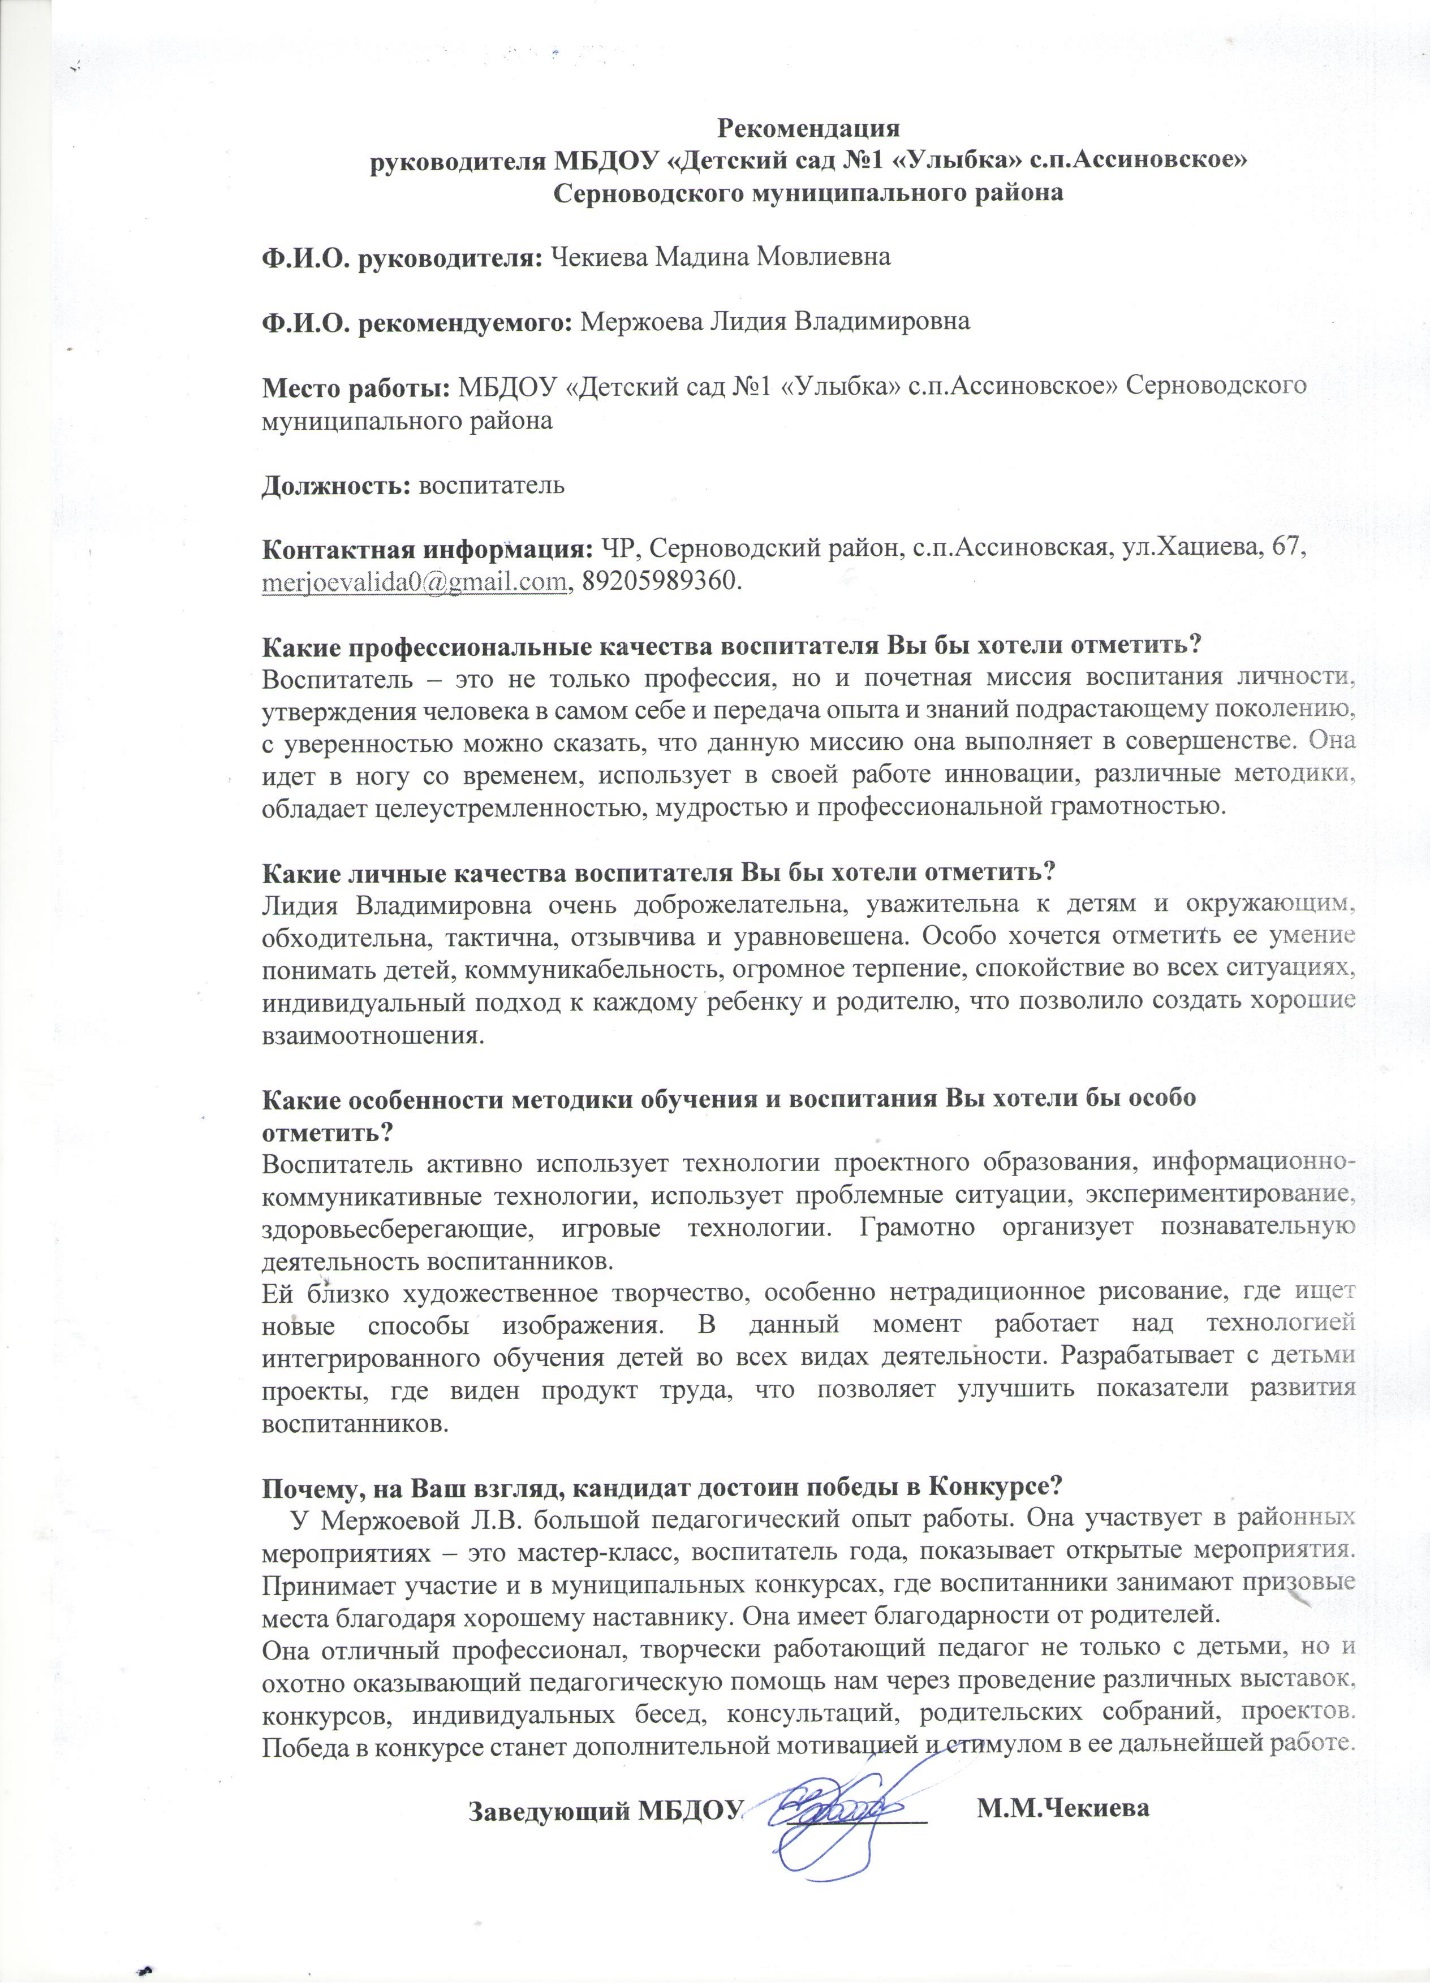 Рекомендация
руководителя МБДОУ «Детский сад №1 «Улыбка» с.п.Ассиновское»
Серноводского муниципального района
Ф.И.О. руководителя: Чекиева Мадина Мовлиевна
Ф.И.О. рекомендуемого: Мержоева Лидия Владимировна
Место работы: МБДОУ «Детский сад №1 «Улыбка» с.п.Ассиновское» Серноводского
муниципального района
Должность: воспитатель
Контактная информация: ЧР, Серноводский район, с.п.Ассиновская, ул.Хациева, 67,
merjoevalida0@gmail.com, 89205989360.
Какие профессиональные качества воспитателя Вы бы хотели отметить?
Воспитатель – это не только профессия, но и почетная миссия воспитания личности,
утверждения человека в самом себе и передача опыта и знаний подрастающему поколению,
с уверенностью можно сказать, что данную миссию она выполняет в совершенстве. Она
идет в ногу со временем, использует в своей работе инновации, различные методики,
обладает целеустремленностью, мудростью и профессиональной грамотностью.
Какие личные качества воспитателя Вы бы хотели отметить?
Лидия Владимировна очень доброжелательна, уважительна к детям и окружающим,
обходительна, тактична, отзывчива и уравновешена. Особо хочется отметить ее умение
понимать детей, коммуникабельность, огромное терпение, спокойствие во всех ситуациях,
индивидуальный подход к каждому ребенку и родителю, что позволило создать хорошие
взаимоотношения.
Какие особенности методики обучения и воспитания Вы хотели бы особо
отметить?
Воспитатель активно использует технологии проектного образования, информационно-
коммуникативные технологии, использует проблемные ситуации, экспериментирование,
здоровьесберегающие, игровые технологии. Грамотно организует познавательную
деятельность воспитанников.
Ей близко художественное творчество, особенно нетрадиционное рисование, где ищет
новые способы изображения. В данный момент работает над технологией
интегрированного обучения детей во всех видах деятельности. Разрабатывает с детьми
проекты, где виден продукт труда, что позволяет улучшить показатели развития
воспитанников.
Почему, на Ваш взгляд, кандидат достоин победы в Конкурсе?
У Мержоевой Л.В. большой педагогический опыт работы. Она участвует в районных
мероприятиях – это мастер-класс, воспитатель года, показывает открытые мероприятия.
Принимает участие и в муниципальных конкурсах, где воспитанники занимают призовые
места благодаря хорошему наставнику. Она имеет благодарности от родителей.
Она отличный профессионал, творчески работающий педагог не только с детьми, но и
охотно оказывающий педагогическую помощь нам через проведение различных выставок,
конкурсов, индивидуальных бесед, консультаций, родительских собраний, проектов.
Победа в конкурсе станет дополнительной мотивацией и стимулом в ее дальнейшей работе.
Заведующий МБДОУ __________ М.М.Чекиева